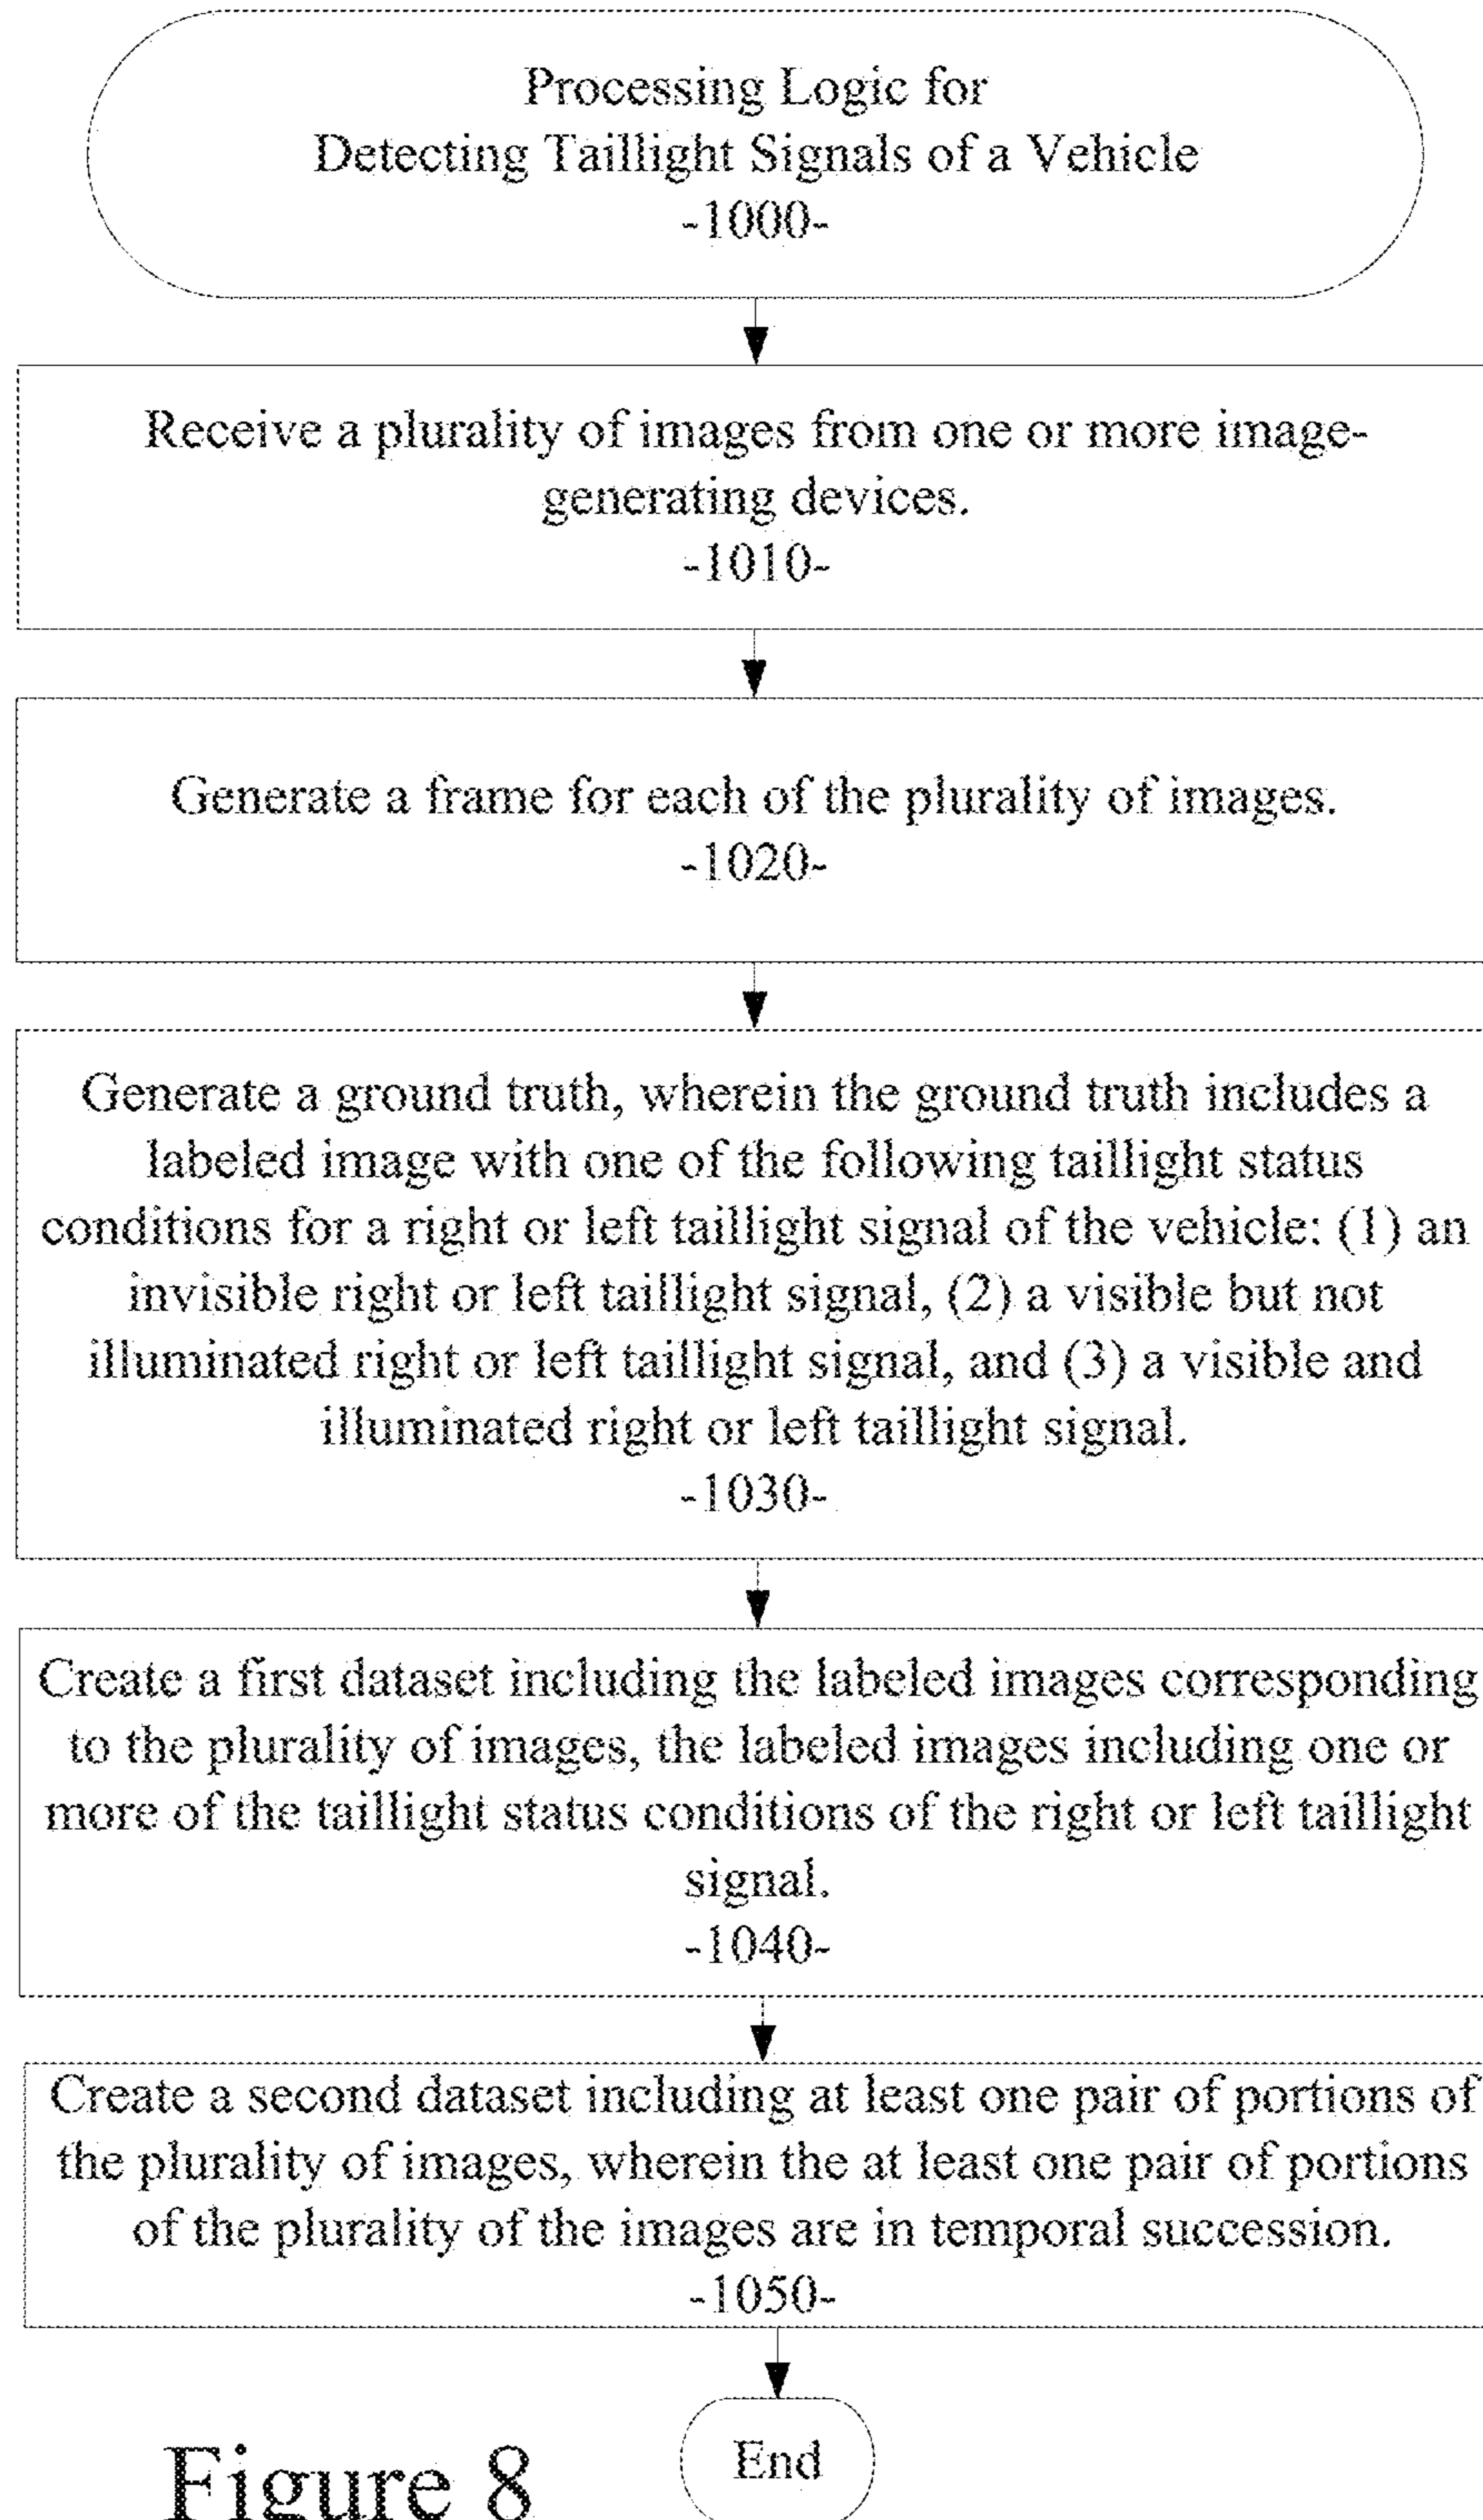 Processing Logic for
Detecting Taillight Signals of a Vehicle
-1000-
Receive a plurality of images from one or more image-
generating devices.
-1010-
Generate a frame for each of the plurality of images.
-1020-
Generate a ground truth, wherein the ground truth includes a
labeled image with one of the following taillight status
conditions for a right or left taillight signal of the vehicle: (1) an
invisible right or left taillight signal, (2) a visible but not
illuminated right or left taillight signal, and (3) a visible and
illuminated right or left taillight signal.
-1030-
Create a first dataset including the labeled images corresponding
to the plurality of images, the labeled images including one or
more of the taillight status conditions of the right or left taillight
signal.
-1040-
Create a second dataset including at least one pair of portions of
the plurality of images, wherein the at least one pair of portions
of the plurality of the images are in temporal succession.
-1050-
End
Figure 8